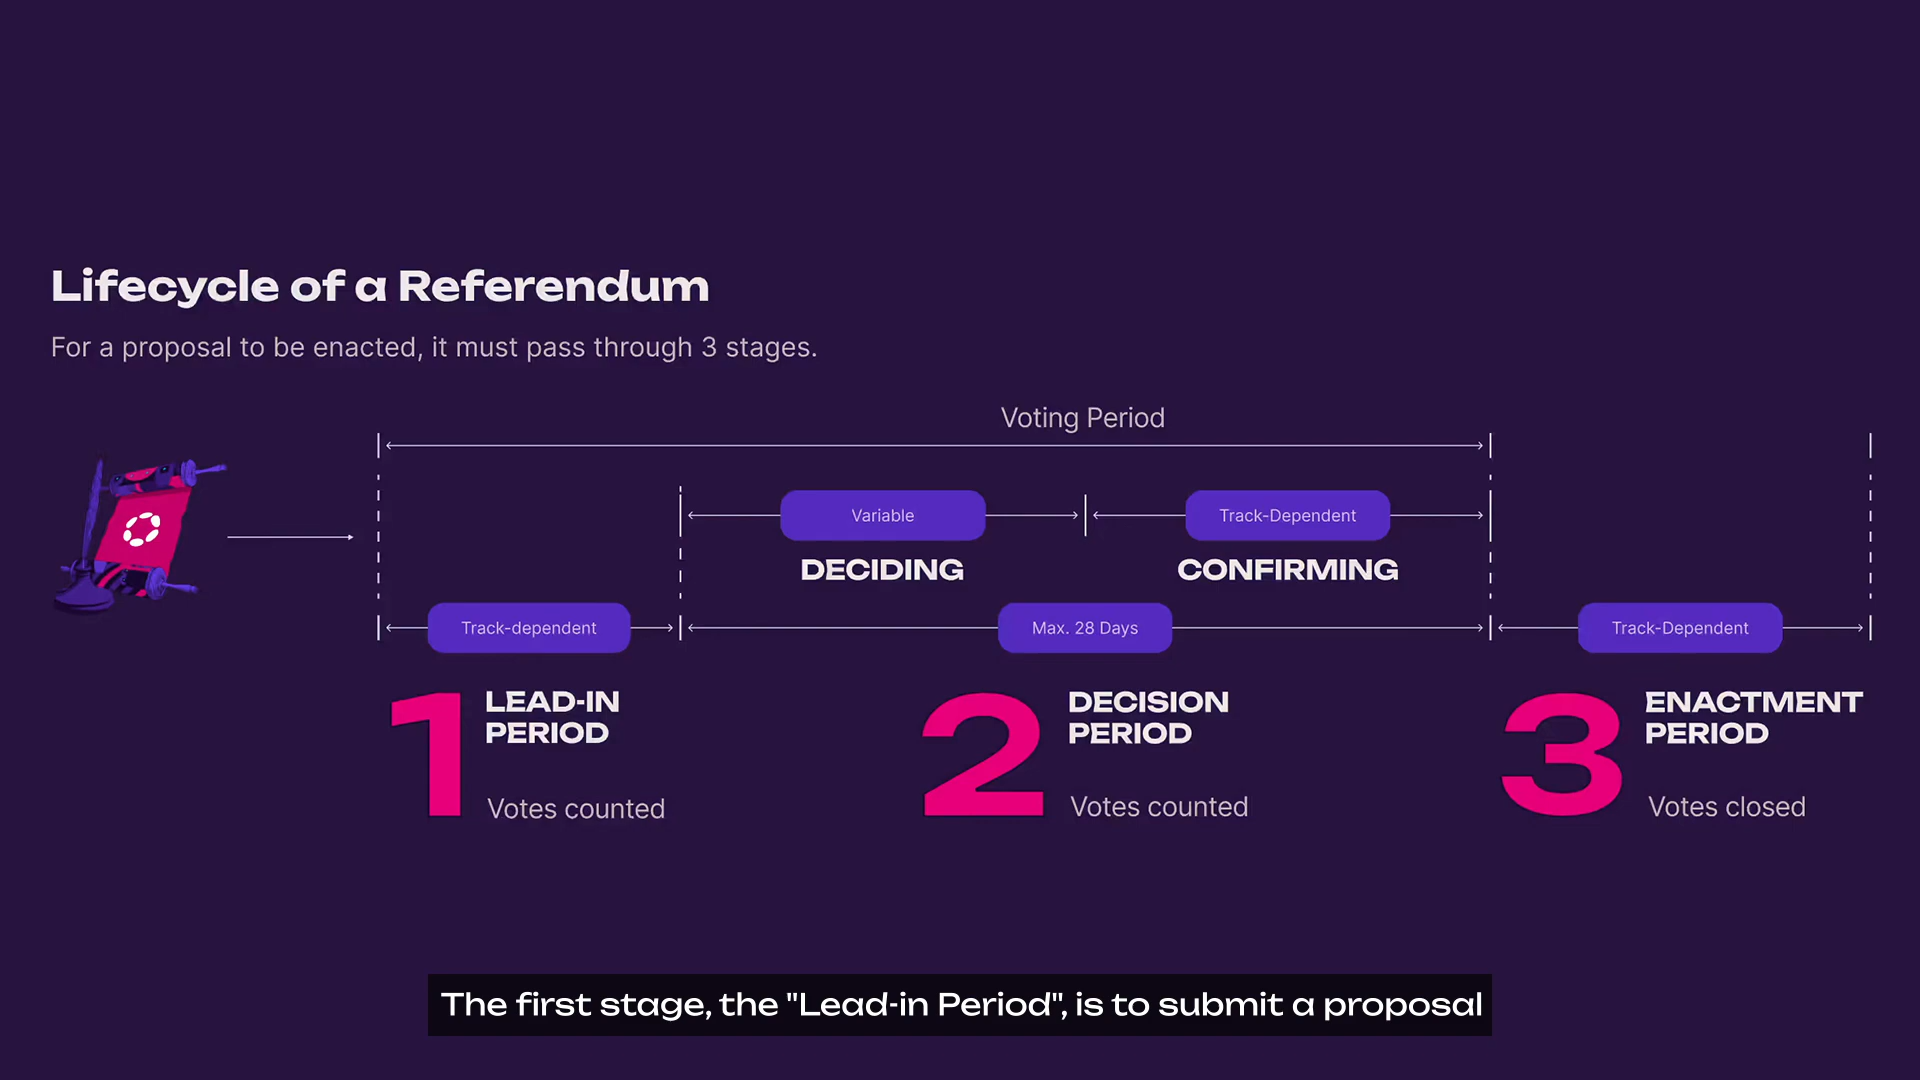 Lifecycle of a Referendum
For a proposal to be enacted, it must pass through 3 stages.
Voting Period
Variable
Track-Dependent
DECIDING
CONFIRMING
Track-dependent
Max. 28 Days
Track-Dependent
1
LEAD-IN
PERIOD
Votes counted
2
DECISION
PERIOD
Votes counted
3
ENACTMENT
PERIOD
Votes closed
The first stage, the "Lead-in Period", is to submit a proposal